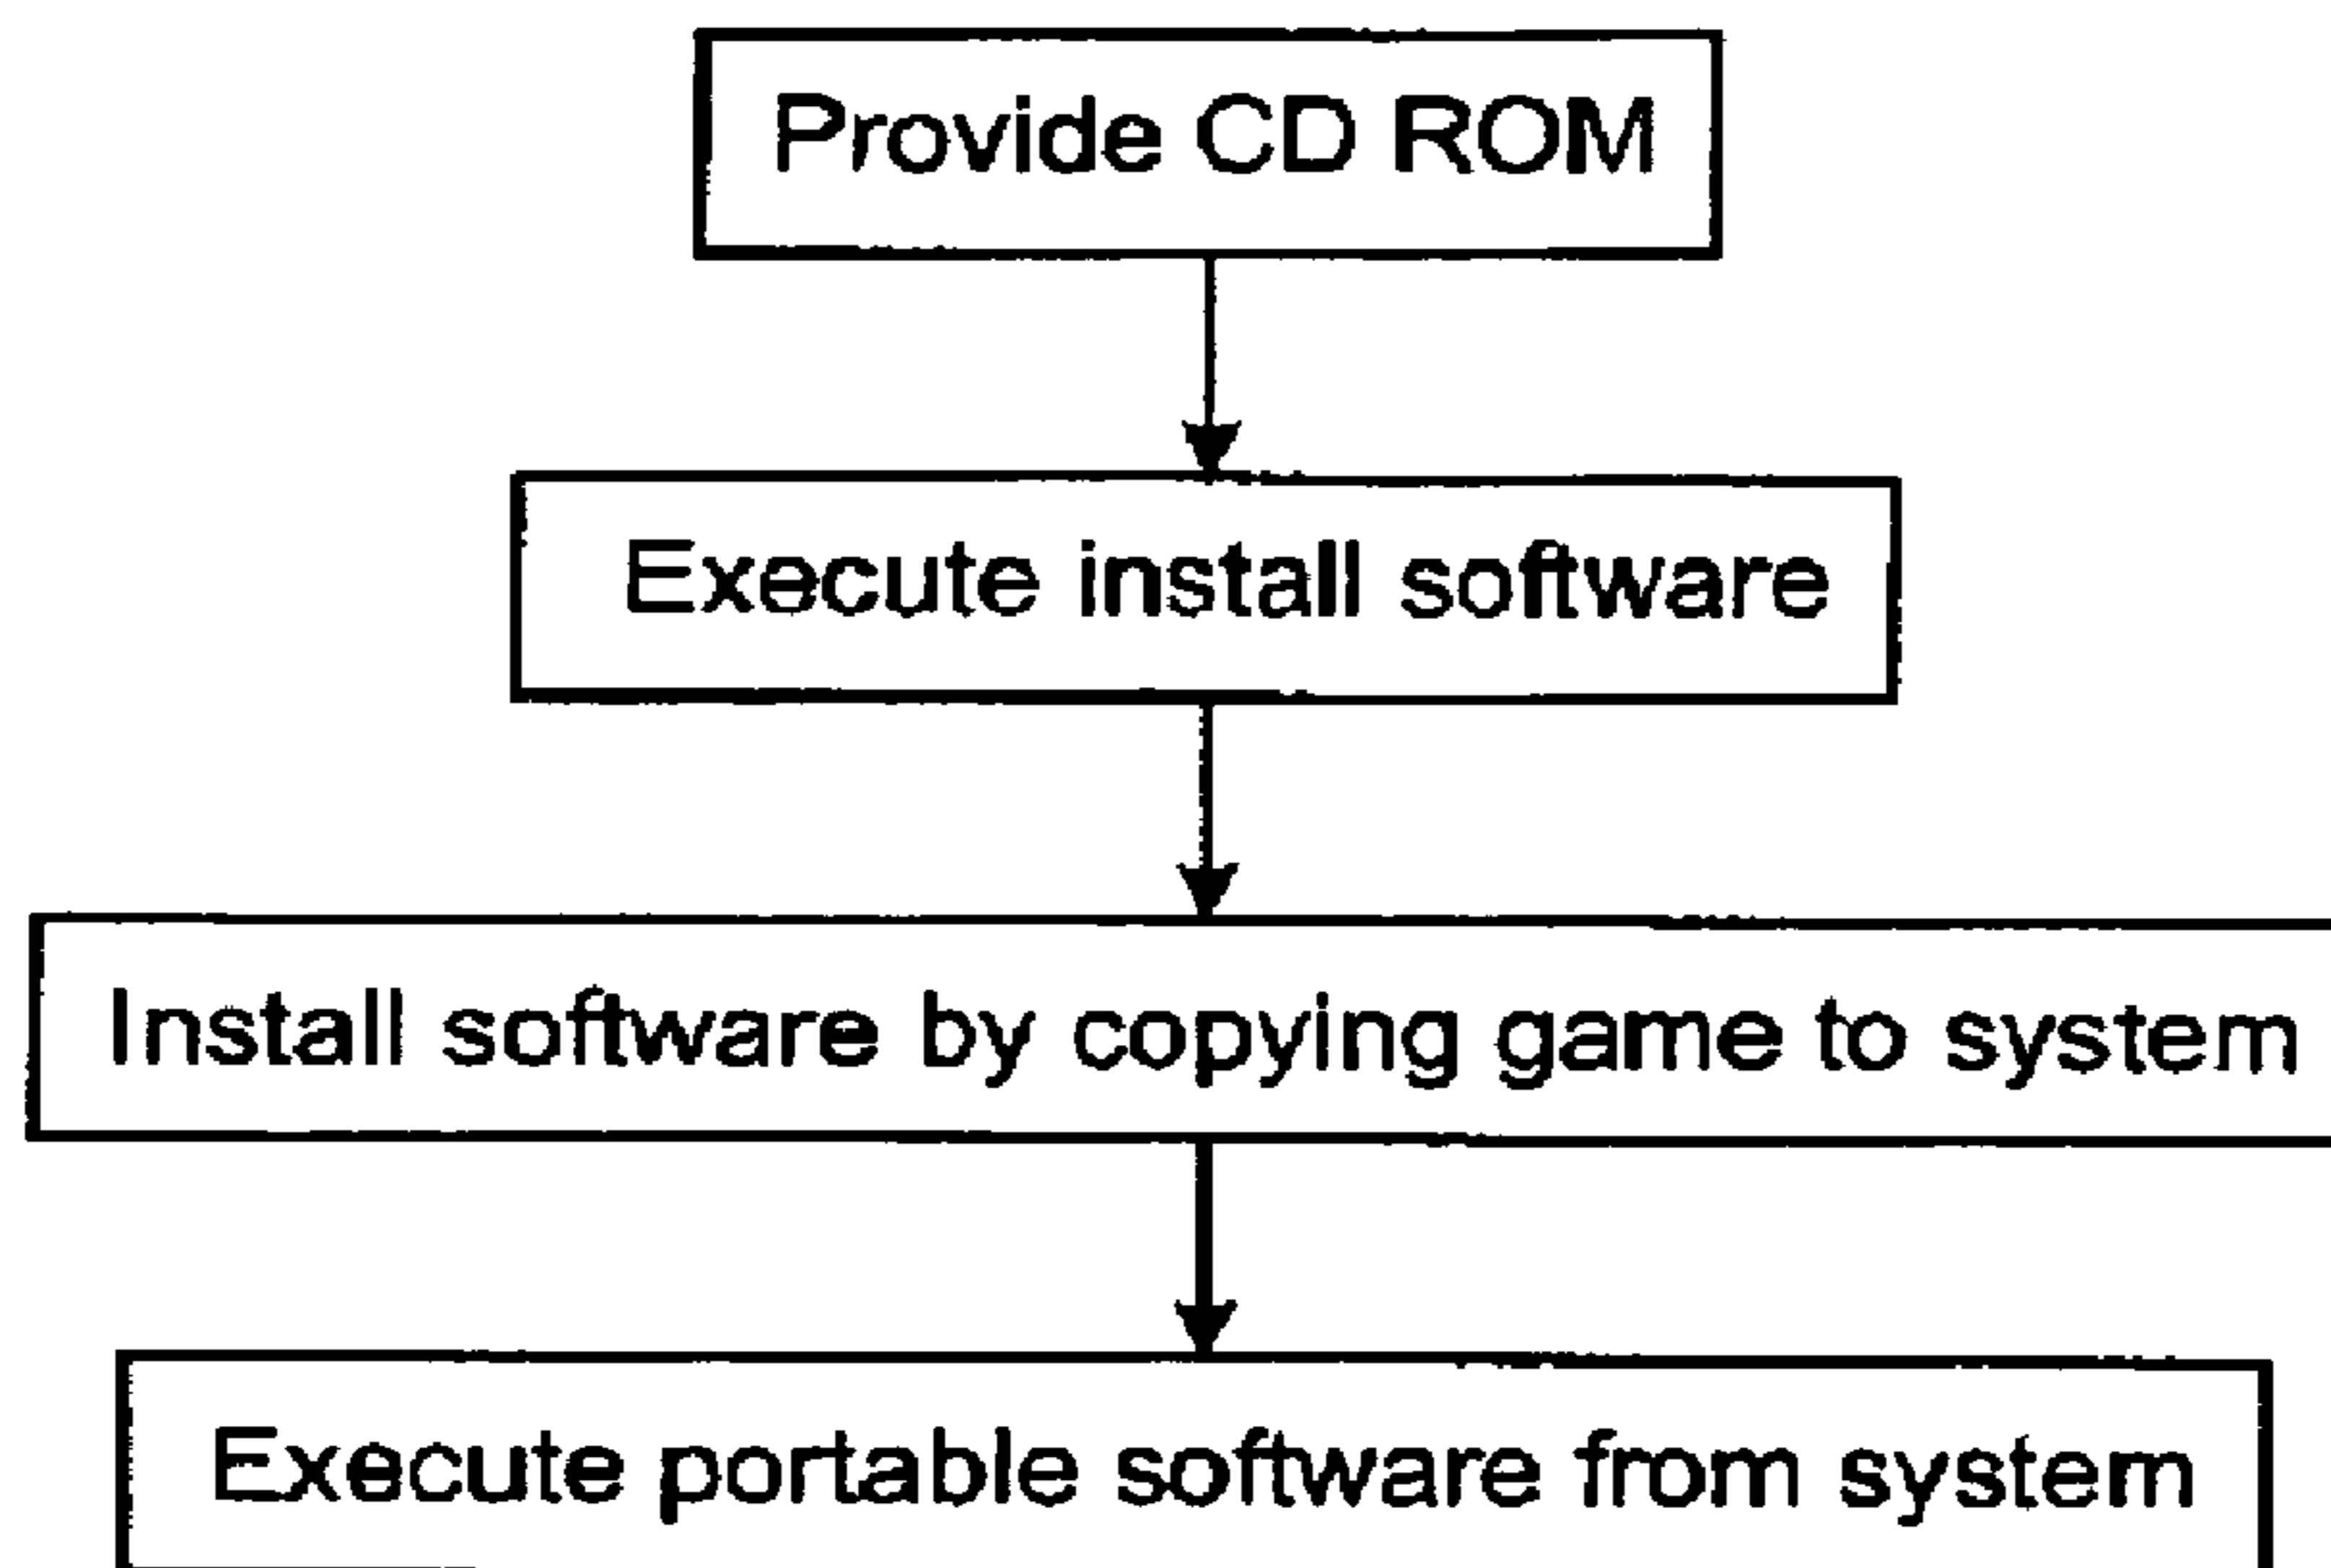 Provide CD ROM
Execute install software
Install software by copying game to system
Execute portable software from system